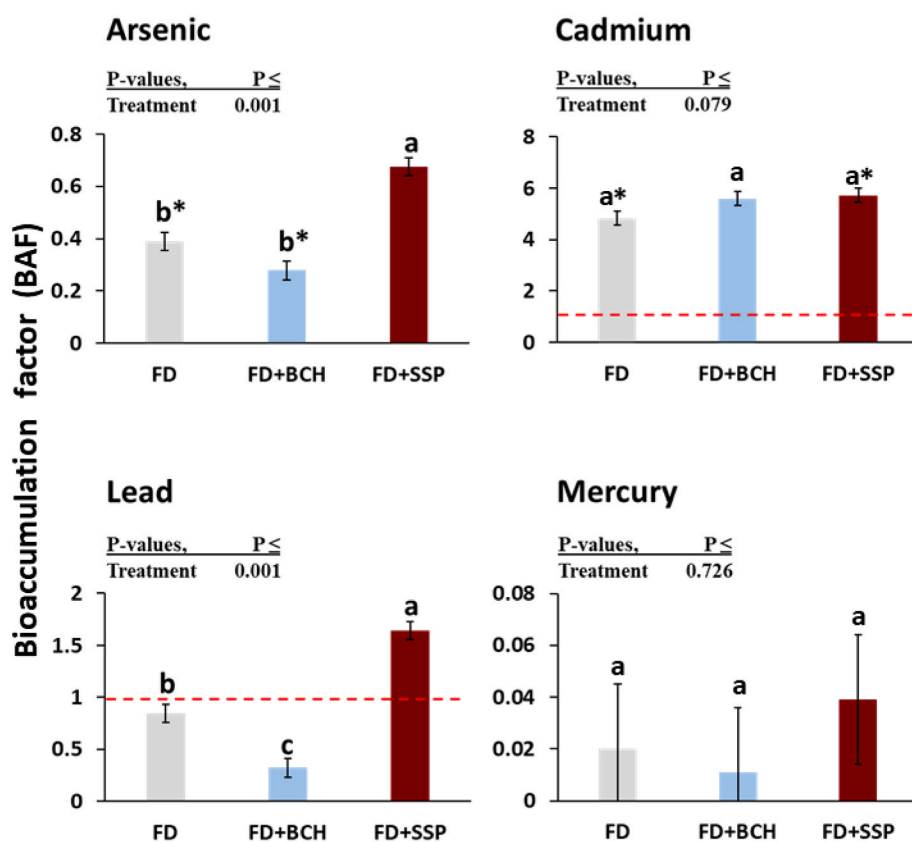 Bioaccumulation factor (BAF)
Arsenic
P-values, P ≤
Treatment 0.001
0.8
0.6
0.4
0.2
0
b*
b*
a
FD FD+BCH FD+SSP
Cadmium
P-values, P ≤
Treatment 0.079
8
6
4
2
0
a*
a
a*
FD FD+BCH FD+SSP
Lead
P-values, P ≤
Treatment 0.001
2
1.5
1
0.5
0
b
c
a
FD FD+BCH FD+SSP
Mercury
P-values, P ≤
Treatment 0.726
0.08
0.06
0.04
0.02
0
a
a
a
FD FD+BCH FD+SSP